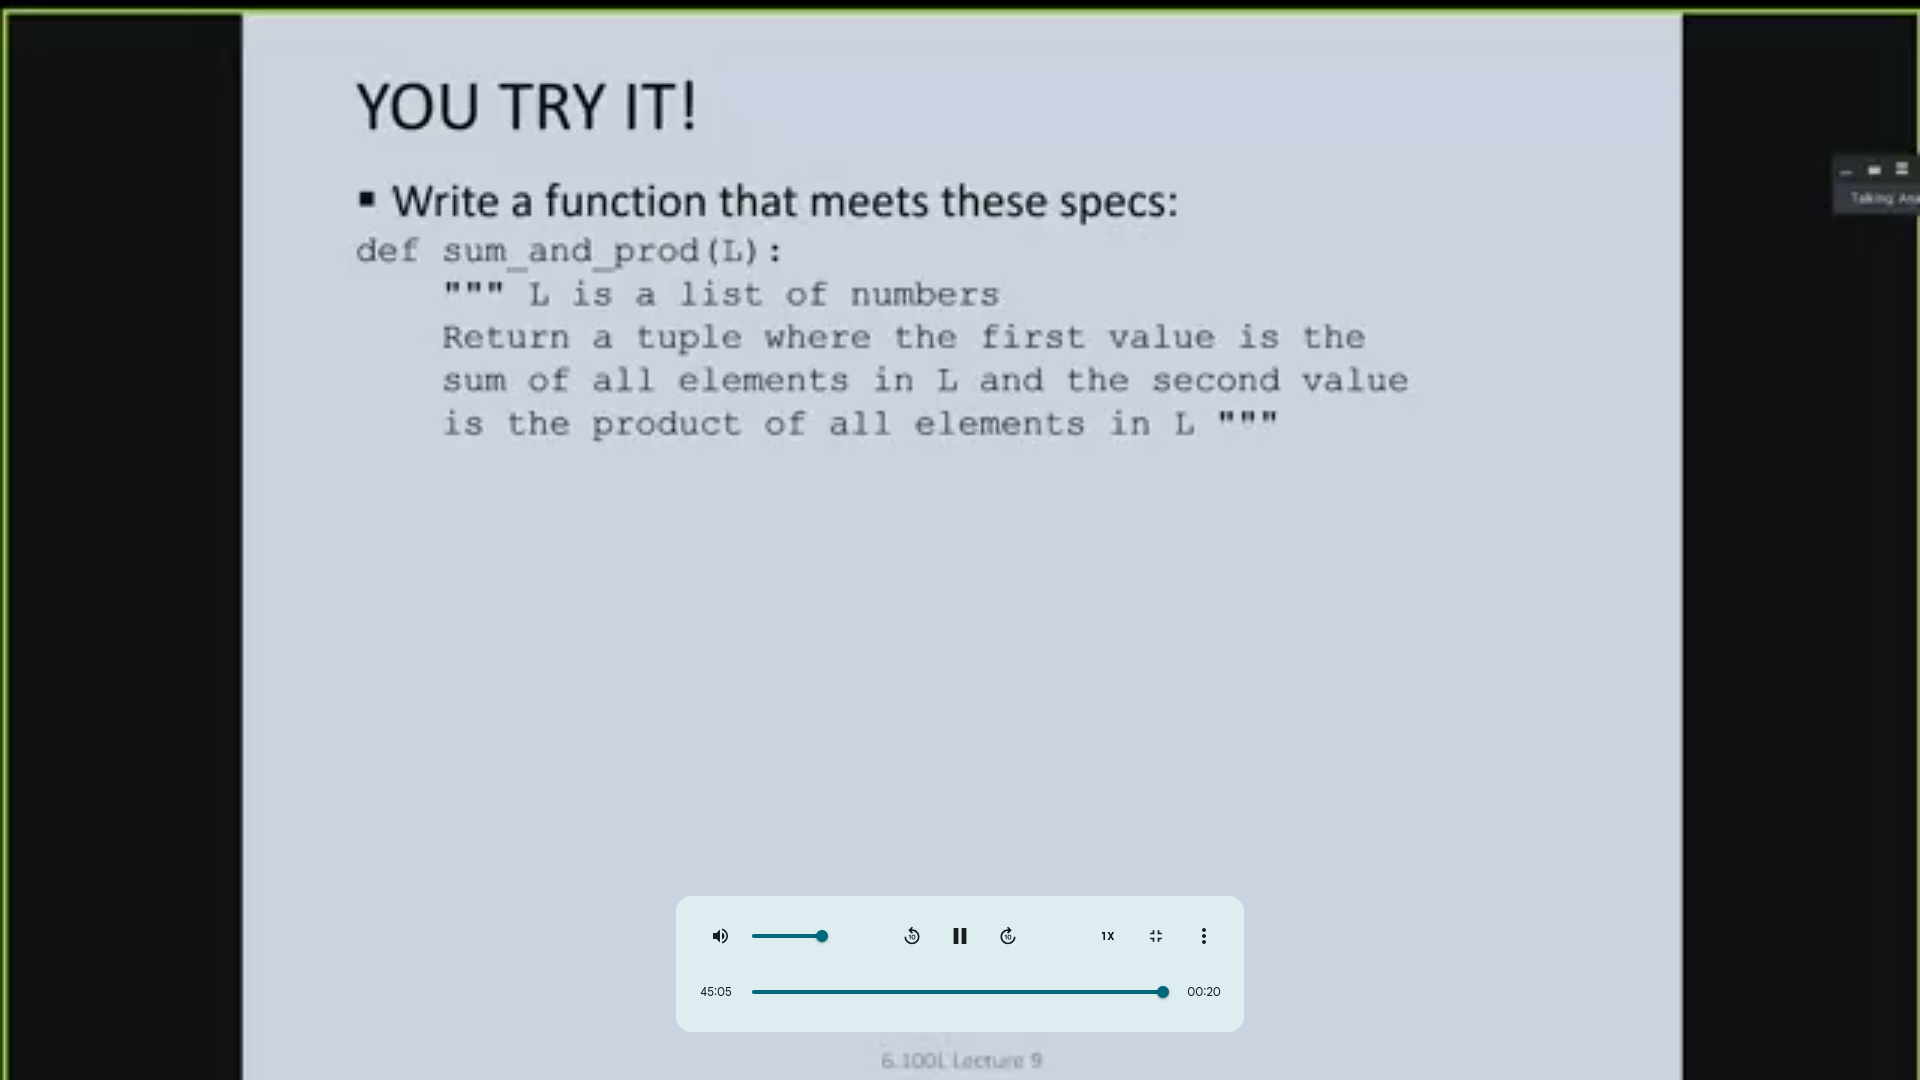 YOU TRY IT!
Talking: Ana
▪ Write a function that meets these specs:
def sum_and_prod(L):
""" L is a list of numbers
Return a tuple where the first value is the
sum of all elements in L and the second value
is the product of all elements in L """
10
10
1X
45:05
00:20
6.100L Lecture 9